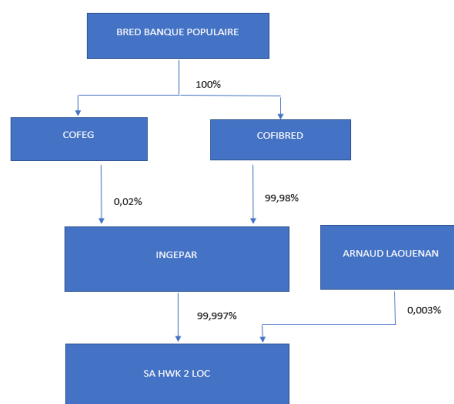 BRED BANQUE POPULAIRE
100%
COFEG
COFIBRED
0,02%
99,98%
INGEPAR
ARNAUD LAOUENAN
99,997%
0,003%
SA HWK 2 LOC